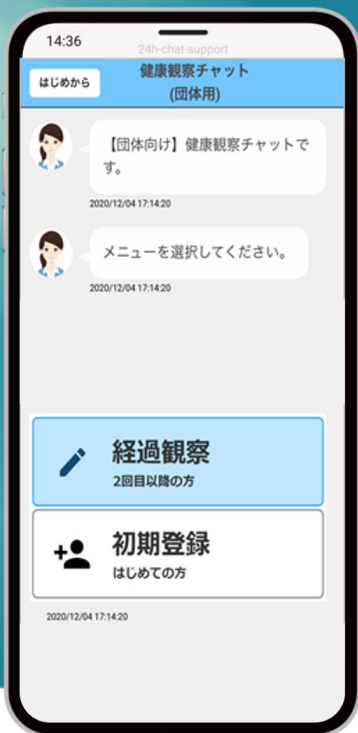 14:36
24h-chat-support
はじめから
健康観察チャット
(団体用)
【団体向け】健康観察チャットで
す。
2020/12/04 17:14:20
メニューを選択してください。
2020/12/04 17:14:20
経過観察
2回目以降の方
初期登録
はじめての方
2020/12/04 17:14:20